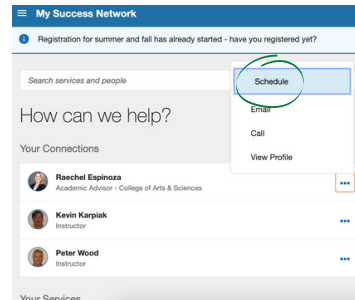 My Success Network
Registration for summer and fall has already started - have you registered yet?
Search services and people
Schedule
Email
Call
View Profile
How can we help?
Your Connections
Raechel Espinoza
Academic Advisor - College of Arts & Sciences
Kevin Karpiak
Instructor
Peter Wood
Instructor
Your Services